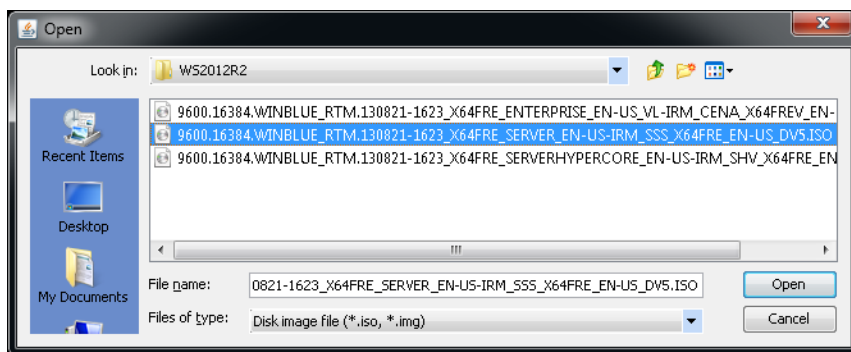 Open
Look in: WS2012R2
9600.16384.WINBLUE_RTM.130821-1623_X64FRE_ENTERPRISE_EN-US_VL-IRM_CENA_X64FREV_EN-
9600.16384.WINBLUE_RTM.130821-1623_X64FRE_SERVER_EN-US-IRM_SSS_X64FRE_EN-US_DV5.ISO
9600.16384.WINBLUE_RTM.130821-1623_X64FRE_SERVERHYPERCORE_EN-US-IRM_SHV_X64FRE_EN
Recent Items
Desktop
My Documents
File name: 0821-1623_X64FRE_SERVER_EN-US-IRM_SSS_X64FRE_EN-US_DV5.ISO Open
Files of type: Disk image file (*.iso, *.img) Cancel